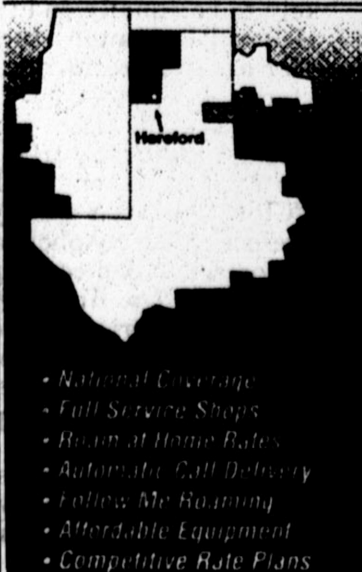 Hereford
• National Coverage
• Full Service Shops
• Roam at Home Rates
• Automatic Call Delivery
• Follow Me Roaming
• Affordable Equipment
• Competitive Rate Plans